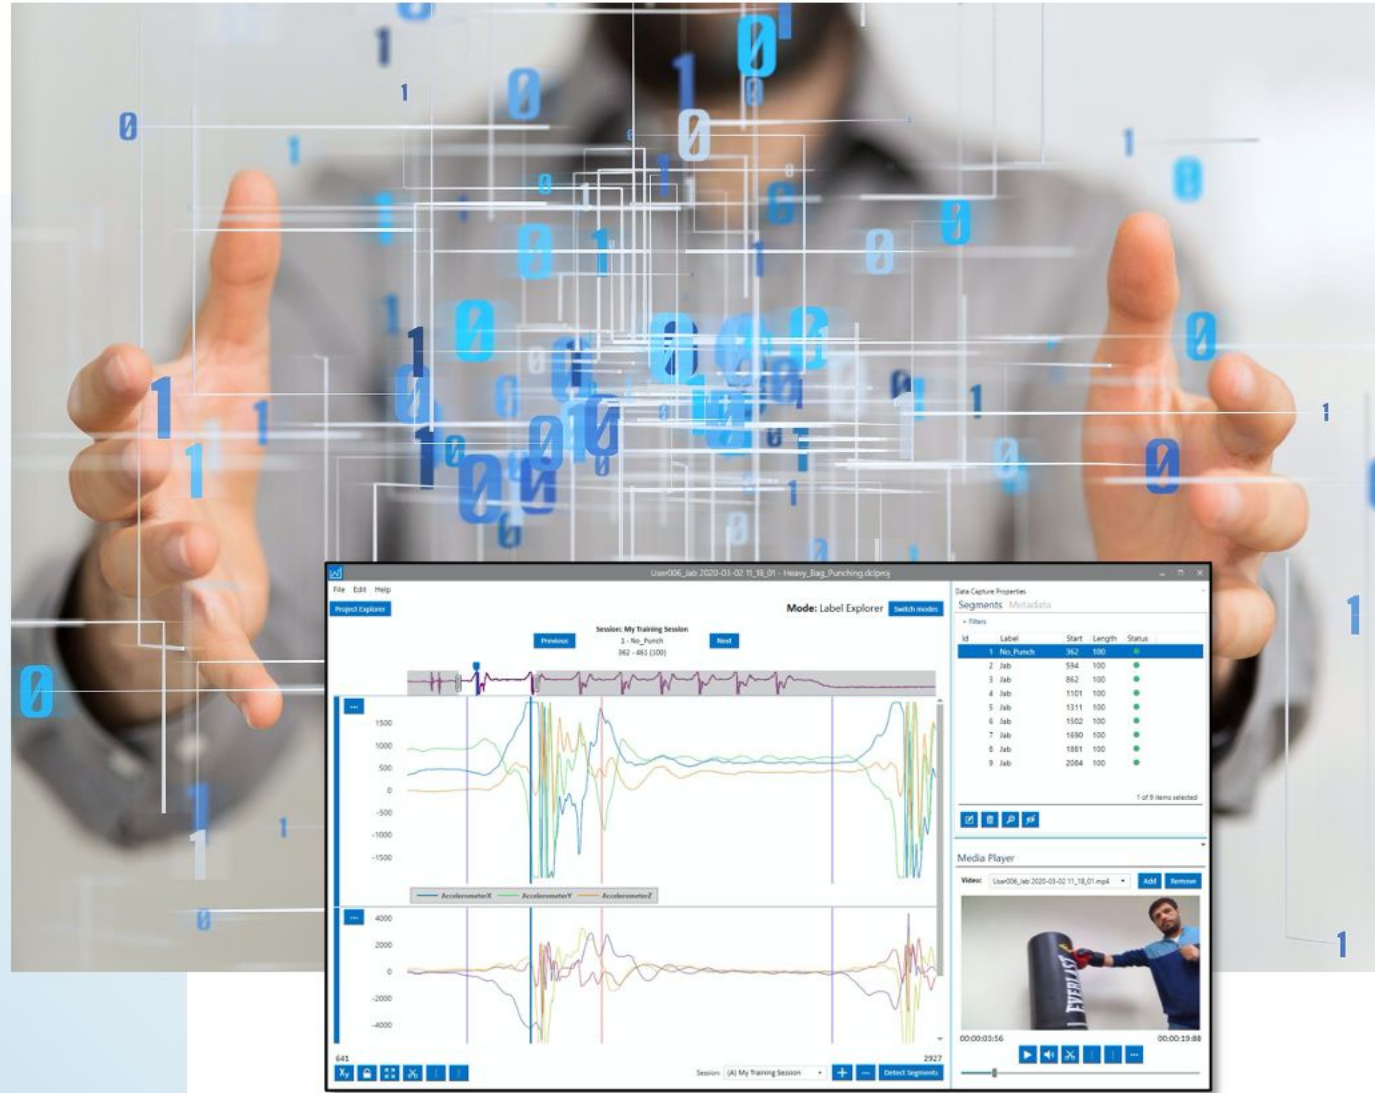 User006_Jab 2020-03-02 11_18_01 - Heavy_Bag_Punching.dclproj
File Edit Help
Project Explorer
Mode: Label Explorer Switch modes
Session: My Training Session
Previous 1 - No_Punch Next
362 - 461 (100)
1500
1000
500
0
-500
-1000
-1500
AccelerometerX AccelerometerY AccelerometerZ
4000
2000
0
-2000
-4000
641 2927
Xy Session: (A) My Training Session + ... Detect Segments
Data Capture Properties
Segments Metadata
Filters
Id Label Start Length Status
1 No_Punch 362 100
2 Jab 594 100
3 Jab 862 100
4 Jab 1101 100
5 Jab 1311 100
6 Jab 1502 100
7 Jab 1690 100
8 Jab 1881 100
9 Jab 2084 100
1 of 9 items selected
Media Player
Video: User006_Jab 2020-03-02 11_18_01.mp4 Add Remove
EVERLAST
00:00:03:56 00:00:19:88